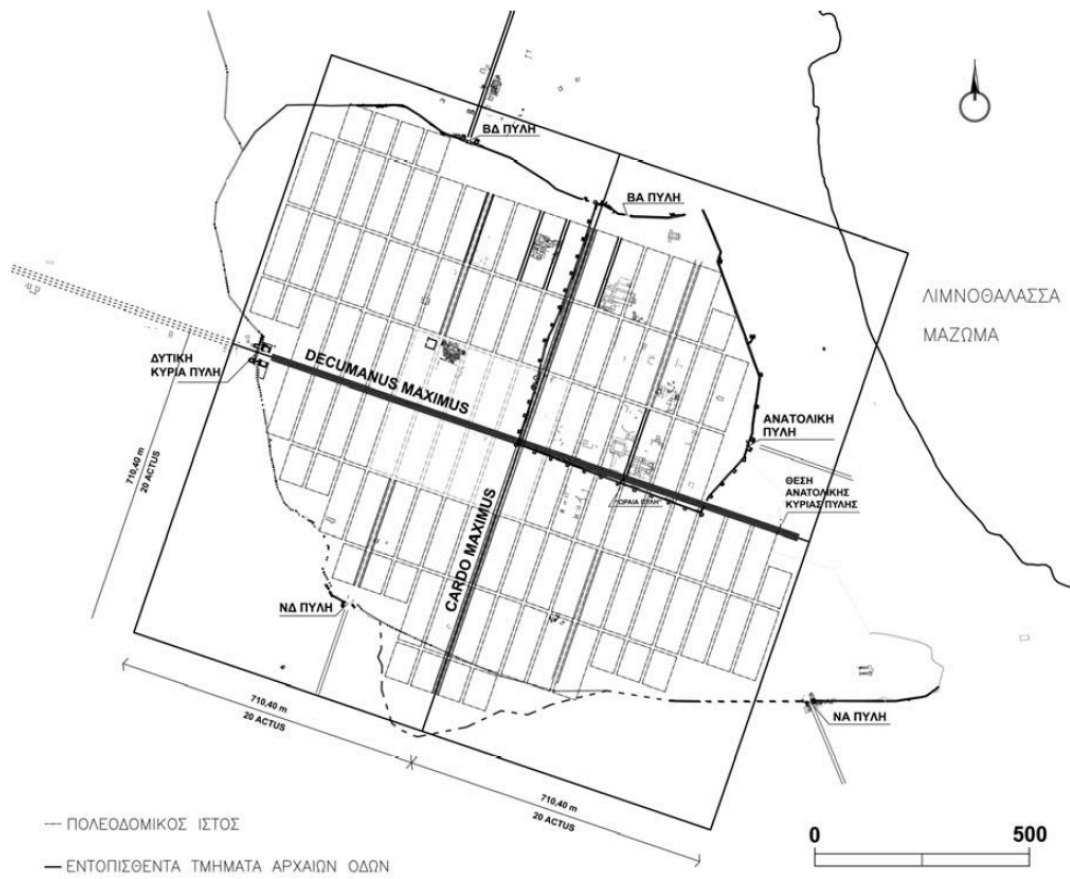 ΒΔ ΠΥΛΗ
ΒΑ ΠΥΛΗ
ΛΙΜΝΟΘΑΛΑΣΣΑ
ΜΑΖΩΜΑ
ΔΥΤΙΚΗ
ΚΥΡΙΑ ΠΥΛΗ
DECUMANUS MAXIMUS
ΑΝΑΤΟΛΙΚΗ
ΠΥΛΗ
ΘΕΣΗ
ΑΝΑΤΟΛΙΚΗΣ
ΚΥΡΙΑΣ ΠΥΛΗΣ
"ΩΡΑΙΑ ΠΥΛΗ"
710,40 m
20 ACTUS
CARDO MAXIMUS
ΝΔ ΠΥΛΗ
ΝΑ ΠΥΛΗ
710,40 m
20 ACTUS
710,40 m
20 ACTUS
0 500
ΠΟΛΕΟΔΟΜΙΚΟΣ ΙΣΤΟΣ
ΕΝΤΟΠΙΣΘΕΝΤΑ ΤΜΗΜΑΤΑ ΑΡΧΑΙΩΝ ΟΔΩΝ